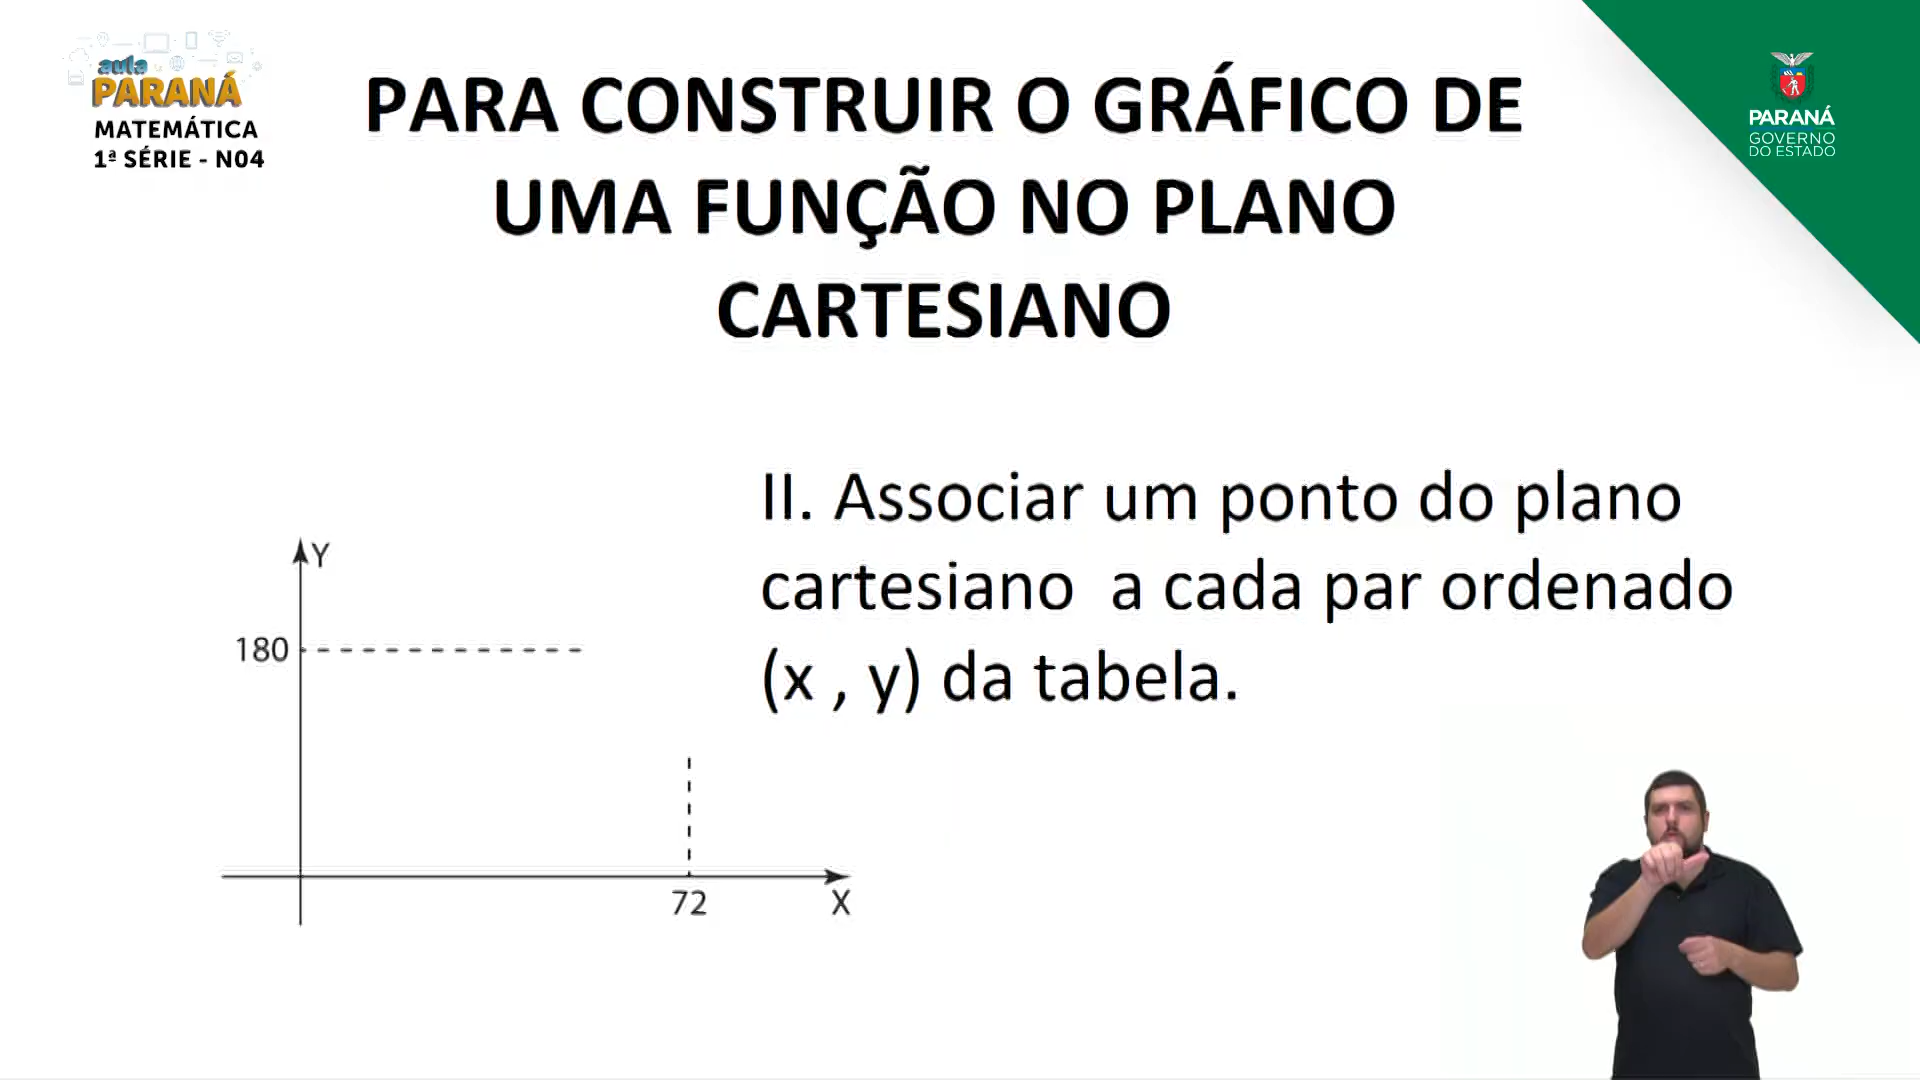 aula
PARANÁ
MATEMÁTICA
1ª SÉRIE - N04
PARA CONSTRUIR O GRÁFICO DE
UMA FUNÇÃO NO PLANO
CARTESIANO
PARANÁ
GOVERNO
DO ESTADO
II. Associar um ponto do plano
cartesiano a cada par ordenado
(x , y) da tabela.
Y
180
72
X